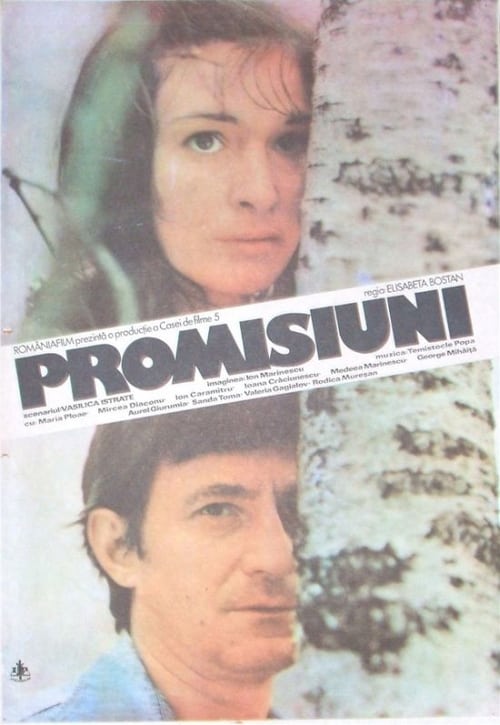 ROMÂNIAFILM prezintă o producție a Casei de filme 5
regia: ELISABETA BOSTAN
PROMISIUNI
scenariul: VASILICA ISTRATE imaginea: Ion Marinescu muzica: Temistocle Popa
cu: Maria Ploae · Mircea Diaconu · Ion Caramitru · Ioana Crăciunescu · Medeea Marinescu · George Mihăiță
Aurel Giurumia · Sanda Toma · Valeria Gagialov · Rodica Mureșan